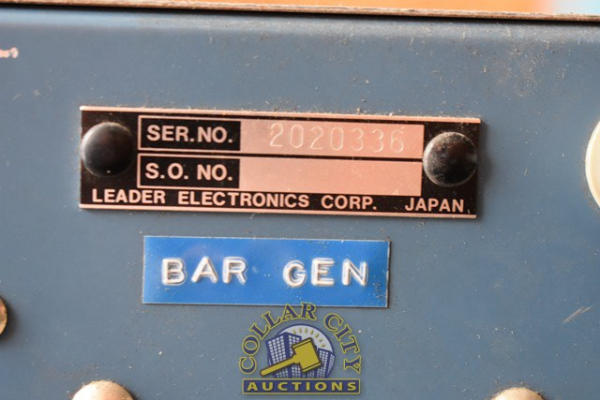 SER.NO. 2020336
S.O. NO.
LEADER ELECTRONICS CORP. JAPAN
BAR GEN
COLLAR CITY
AUCTIONS